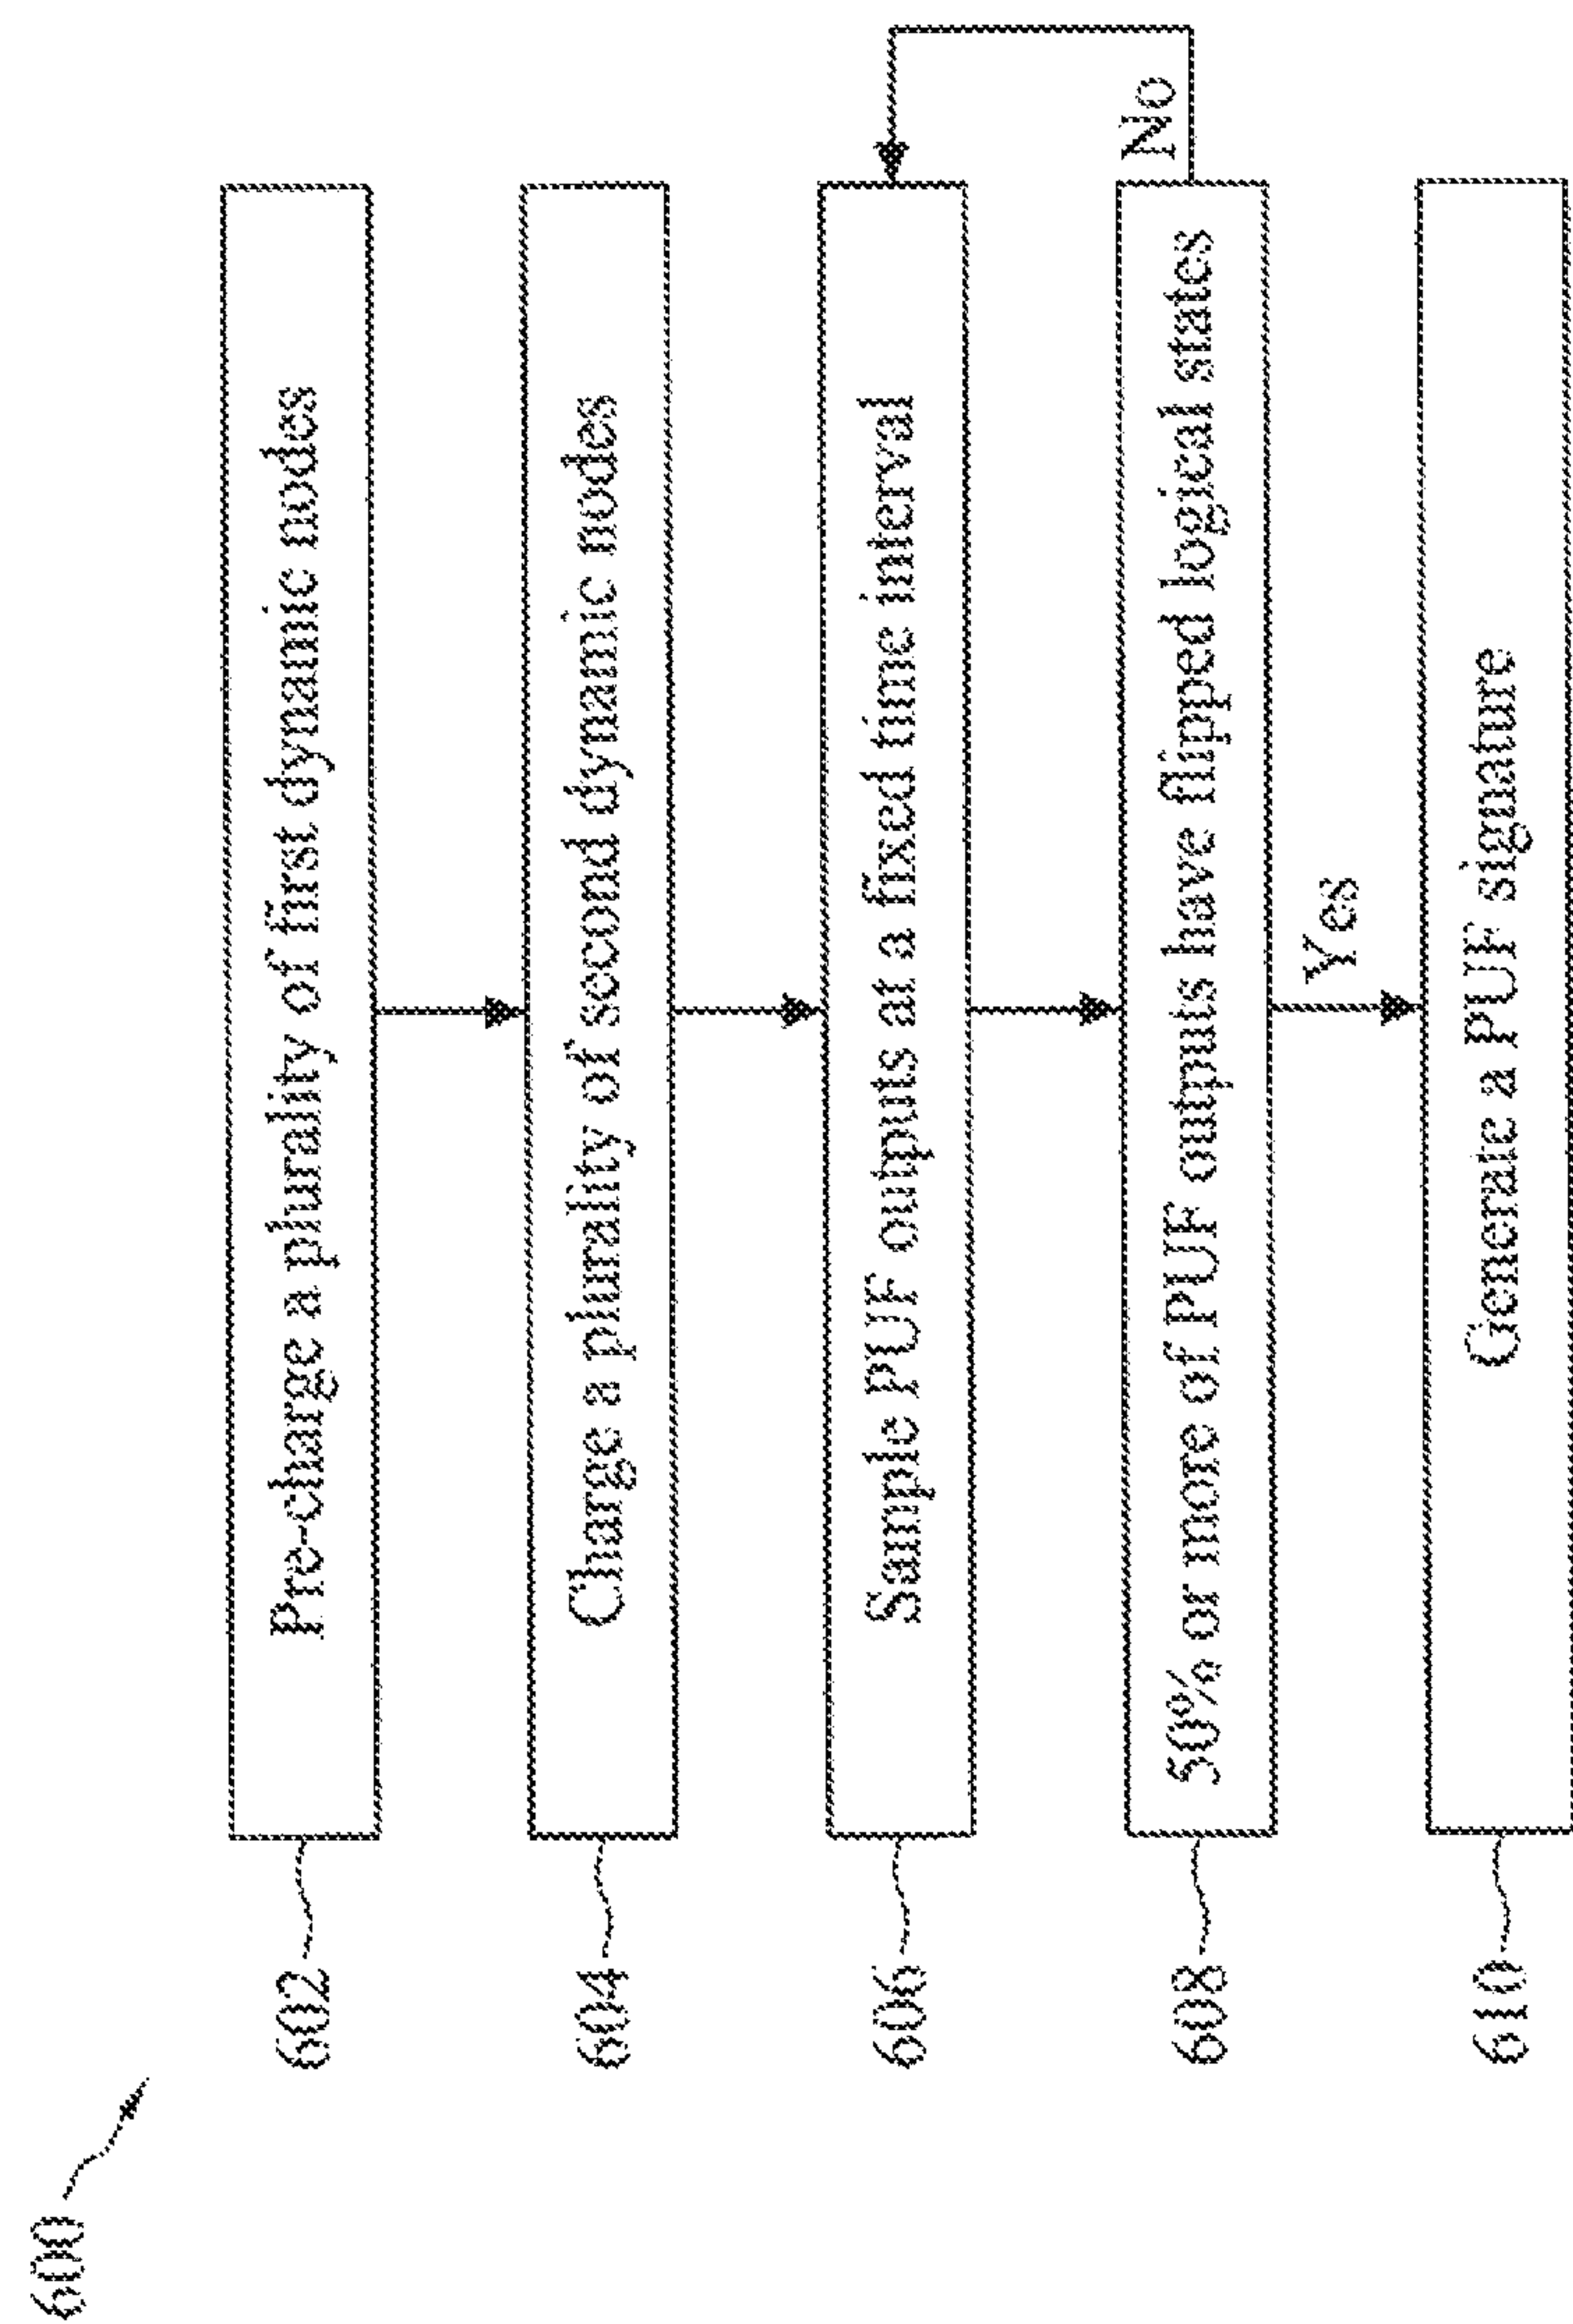 600
602
Pre-charge a plurality of first dynamic nodes
604
Charge a plurality of second dynamic nodes
606
Sample PUF outputs at a fixed time interval
608
50% or more of PUF outputs have flipped logical states
No
Yes
610
Generate a PUF signature